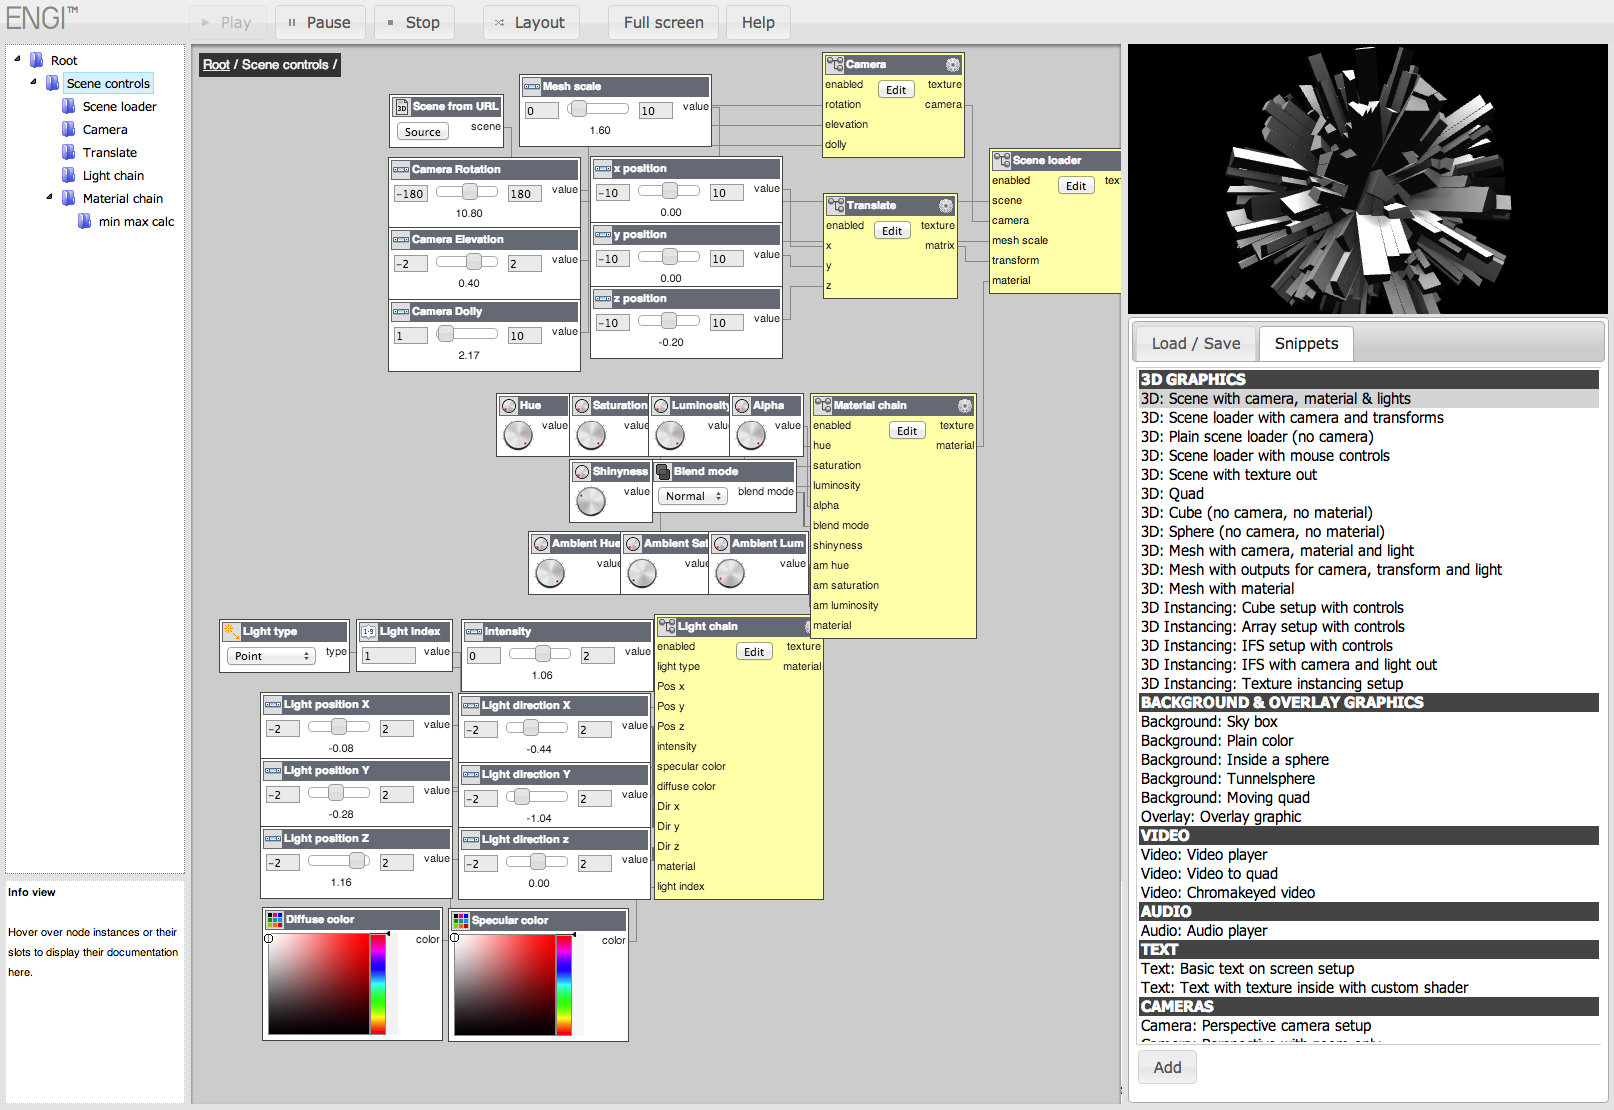 ENGI™
Play
Pause
Stop
Layout
Full screen
Help
Root
Scene controls
Scene loader
Camera
Translate
Light chain
Material chain
min max calc
Info view
Hover over node instances or their
slots to display their documentation
here.
Root / Scene controls /
Scene from URL
Source
scene
Mesh scale
0
10
value
1.60
Camera
enabled
Edit
texture
rotation
camera
elevation
dolly
Camera Rotation
-180
180
value
10.80
Camera Elevation
-2
2
value
0.40
Camera Dolly
1
10
value
2.17
x position
-10
10
value
0.00
y position
-10
10
value
0.00
z position
-10
10
value
-0.20
Translate
enabled
Edit
texture
x
matrix
y
z
Scene loader
enabled
Edit
tex
scene
camera
mesh scale
transform
material
Hue
value
Saturation
value
Luminosity
valu
Alpha
value
Shinyness
value
Blend mode
Normal
blend mode
Ambient Hue
value
Ambient Sat
value
Ambient Lum
value
Material chain
enabled
Edit
texture
hue
material
saturation
luminosity
alpha
blend mode
shinyness
am hue
am saturation
am luminosity
material
Light type
Point
type
Light index
1
value
Intensity
0
2
value
1.06
Light position X
-2
2
value
-0.08
Light position Y
-2
2
value
-0.28
Light position Z
-2
2
value
1.16
Light direction X
-2
2
value
-0.44
Light direction Y
-2
2
value
-1.04
Light direction z
-2
2
value
0.00
Light chain
enabled
Edit
texture
light type
material
Pos x
Pos y
Pos z
intensity
specular color
diffuse color
Dir x
Dir y
Dir z
material
light index
Diffuse color
color
Specular color
color
Load / Save
Snippets
3D GRAPHICS
3D: Scene with camera, material & lights
3D: Scene loader with camera and transforms
3D: Plain scene loader (no camera)
3D: Scene loader with mouse controls
3D: Scene with texture out
3D: Quad
3D: Cube (no camera, no material)
3D: Sphere (no camera, no material)
3D: Mesh with camera, material and light
3D: Mesh with outputs for camera, transform and light
3D: Mesh with material
3D Instancing: Cube setup with controls
3D Instancing: Array setup with controls
3D Instancing: IFS setup with controls
3D Instancing: IFS with camera and light out
3D Instancing: Texture instancing setup
BACKGROUND & OVERLAY GRAPHICS
Background: Sky box
Background: Plain color
Background: Inside a sphere
Background: Tunnelsphere
Background: Moving quad
Overlay: Overlay graphic
VIDEO
Video: Video player
Video: Video to quad
Video: Chromakeyed video
AUDIO
Audio: Audio player
TEXT
Text: Basic text on screen setup
Text: Text with texture inside with custom shader
CAMERAS
Camera: Perspective camera setup
Add